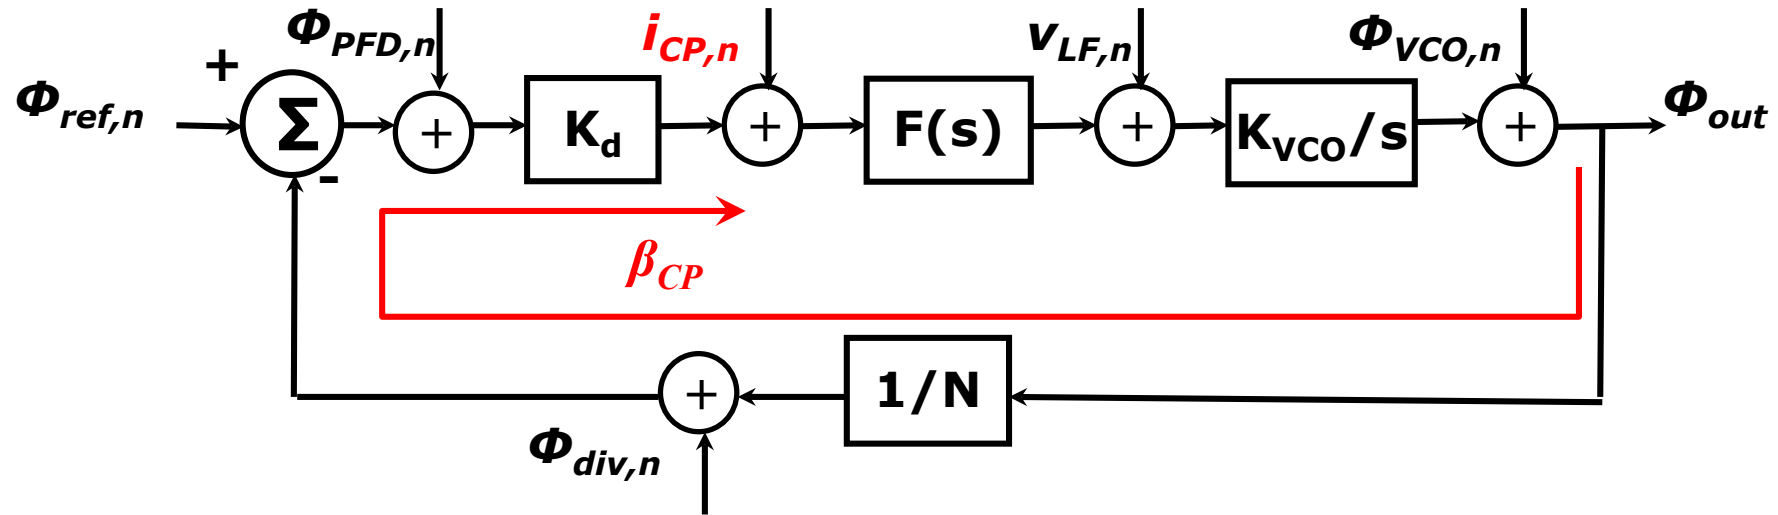 Φref,n
+
Σ
-
ΦPFD,n
+
Kd
iCP,n
+
F(s)
vLF,n
+
KVCO/s
ΦVCO,n
+
Φout
βCP
1/N
+
Φdiv,n